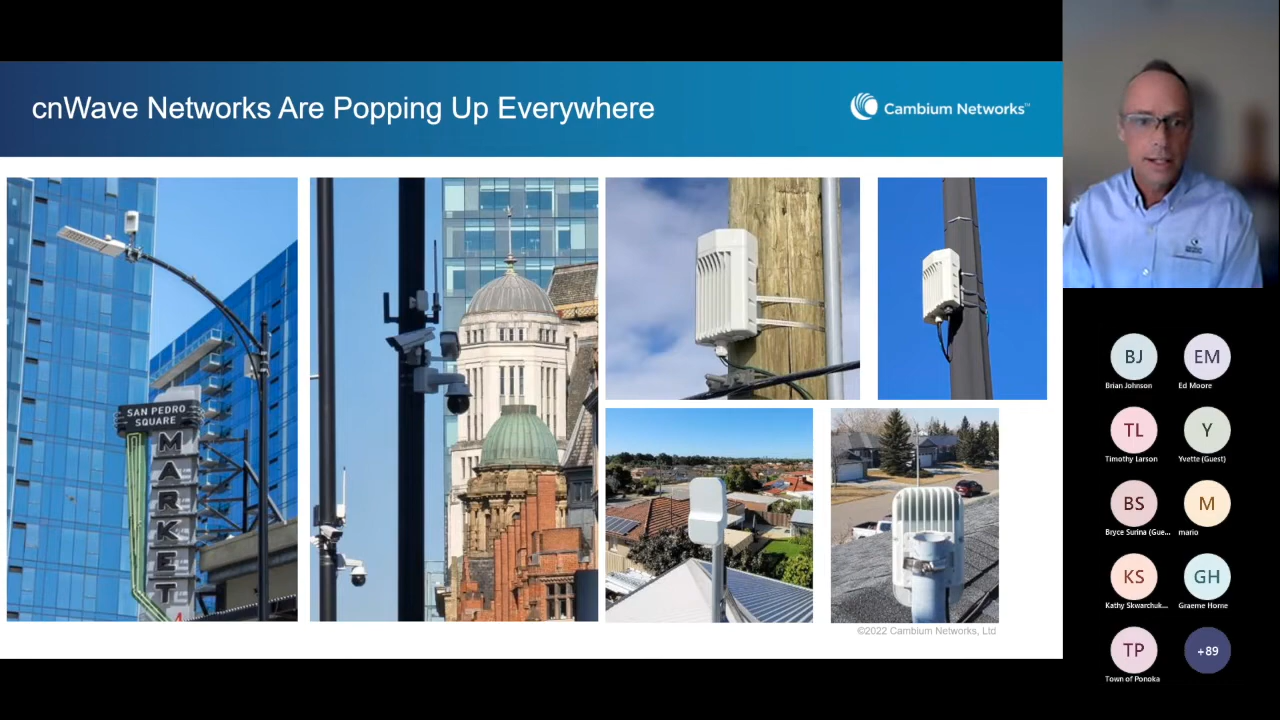 cnWave Networks Are Popping Up Everywhere
Cambium Networks™
SAN PEDRO
SQUARE
MARKET
©2022 Cambium Networks, Ltd
BJ
Brian Johnson
EM
Ed Moore
TL
Timothy Larson
Y
Yvette (Guest)
BS
Bryce Surina (Gue...
M
mario
KS
Kathy Skwarchuk...
GH
Graeme Horne
TP
Town of Ponoka
+89